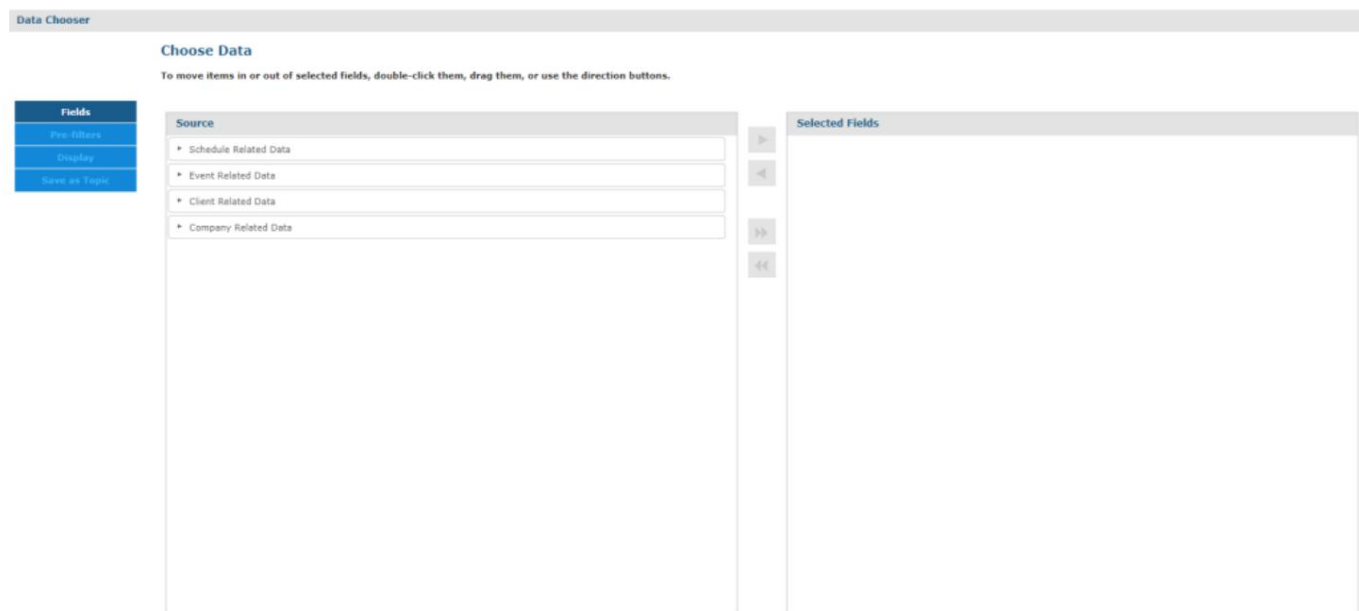 Data Chooser
Choose Data
To move items in or out of selected fields, double-click them, drag them, or use the direction buttons.
Fields
Pre-filters
Display
Save as Topic
Source
Schedule Related Data
Event Related Data
Client Related Data
Company Related Data
Selected Fields